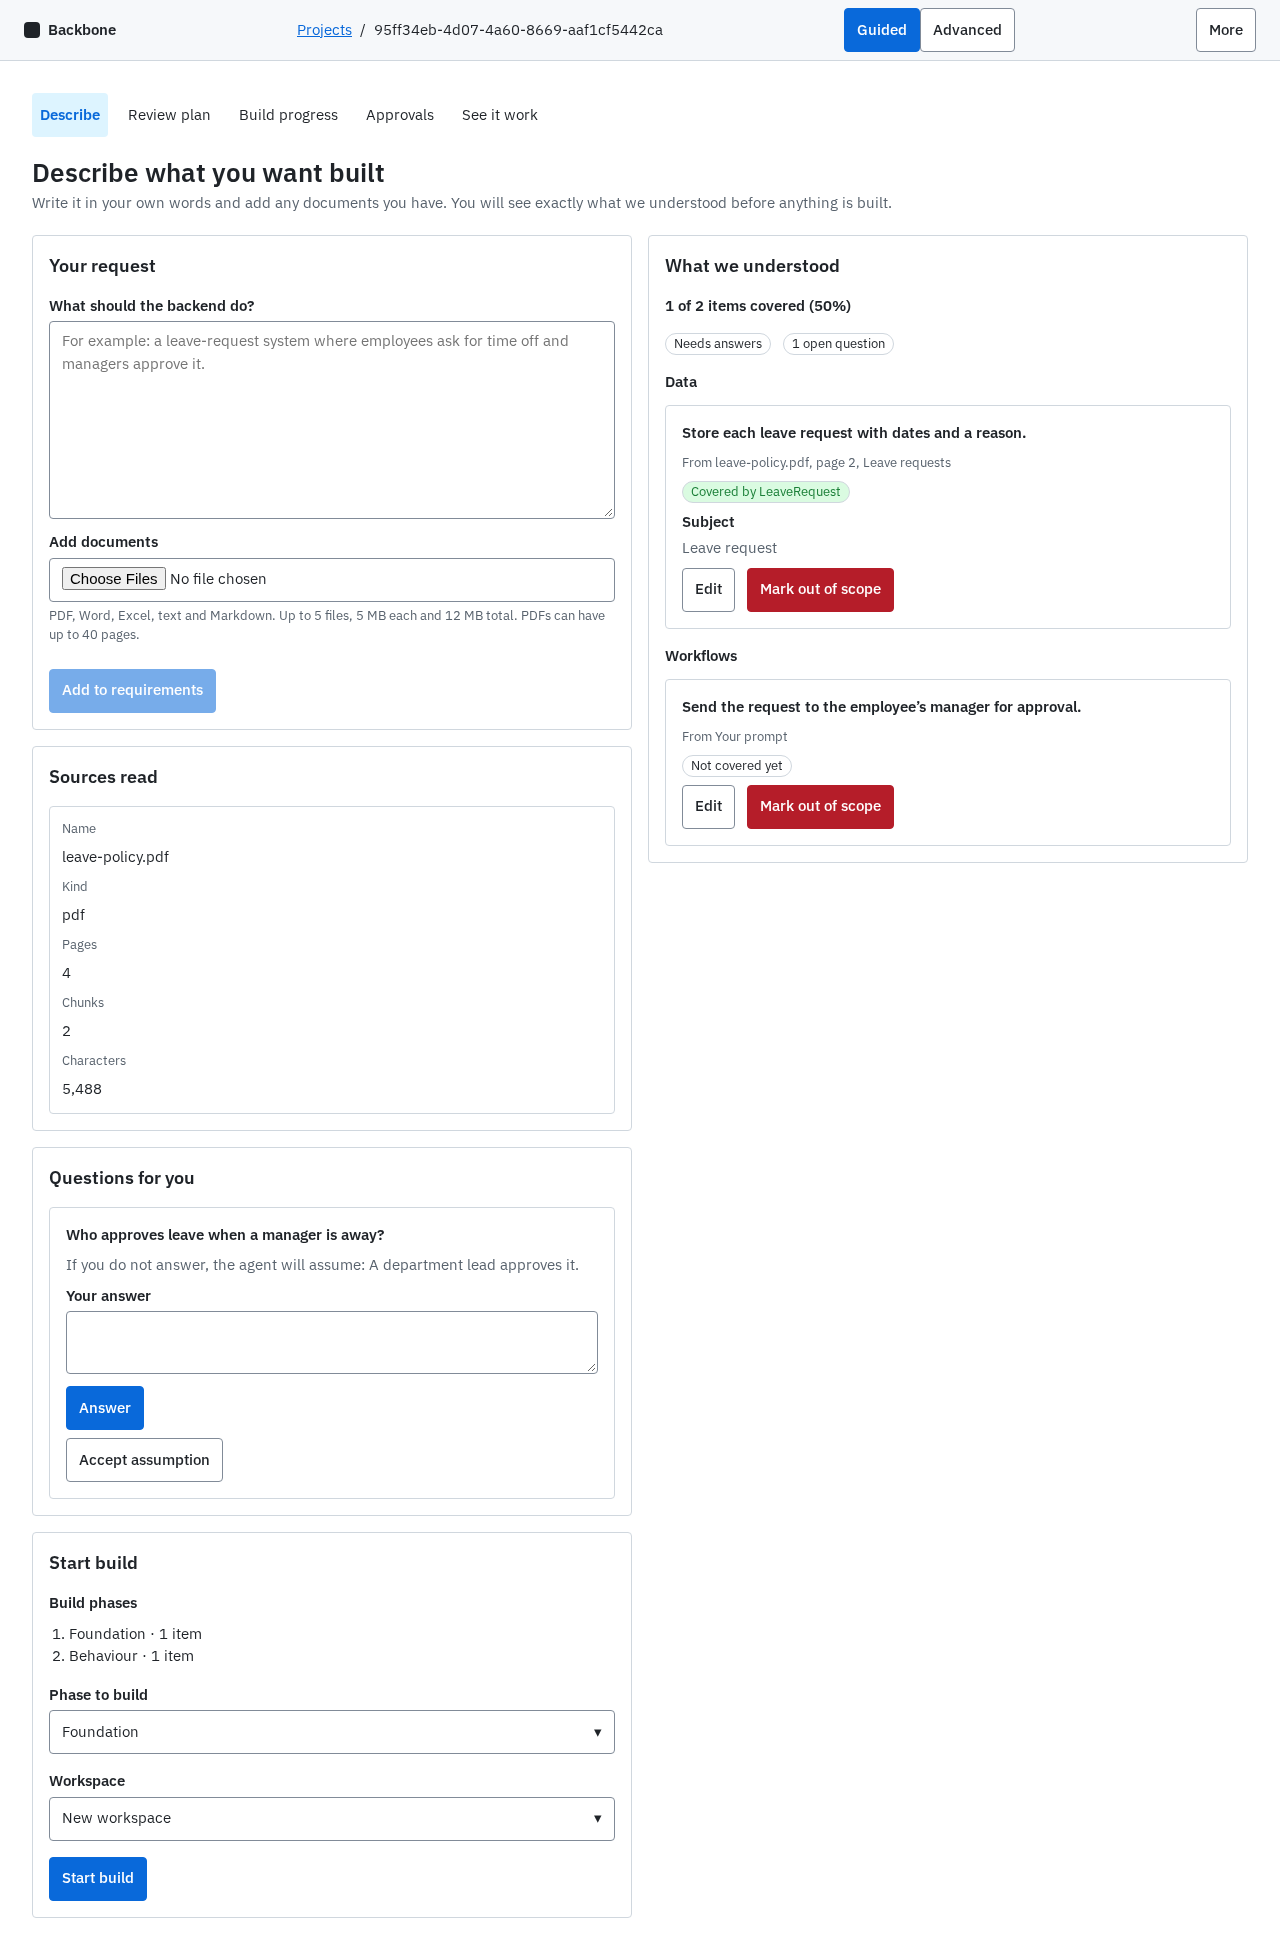 Backbone
Projects / 95ff34eb-4d07-4a60-8669-aaf1cf5442ca
Guided
Advanced
More
Describe
Review plan
Build progress
Approvals
See it work
Describe what you want built
Write it in your own words and add any documents you have. You will see exactly what we understood before anything is built.
Your request
What should the backend do?
For example: a leave-request system where employees ask for time off and
managers approve it.
Add documents
Choose Files No file chosen
PDF, Word, Excel, text and Markdown. Up to 5 files, 5 MB each and 12 MB total. PDFs can have
up to 40 pages.
Add to requirements
Sources read
Name
leave-policy.pdf
Kind
pdf
Pages
4
Chunks
2
Characters
5,488
Questions for you
Who approves leave when a manager is away?
If you do not answer, the agent will assume: A department lead approves it.
Your answer
Answer
Accept assumption
Start build
Build phases
1. Foundation · 1 item
2. Behaviour · 1 item
Phase to build
Foundation
Workspace
New workspace
Start build
What we understood
1 of 2 items covered (50%)
Needs answers
1 open question
Data
Store each leave request with dates and a reason.
From leave-policy.pdf, page 2, Leave requests
Covered by LeaveRequest
Subject
Leave request
Edit
Mark out of scope
Workflows
Send the request to the employee’s manager for approval.
From Your prompt
Not covered yet
Edit
Mark out of scope